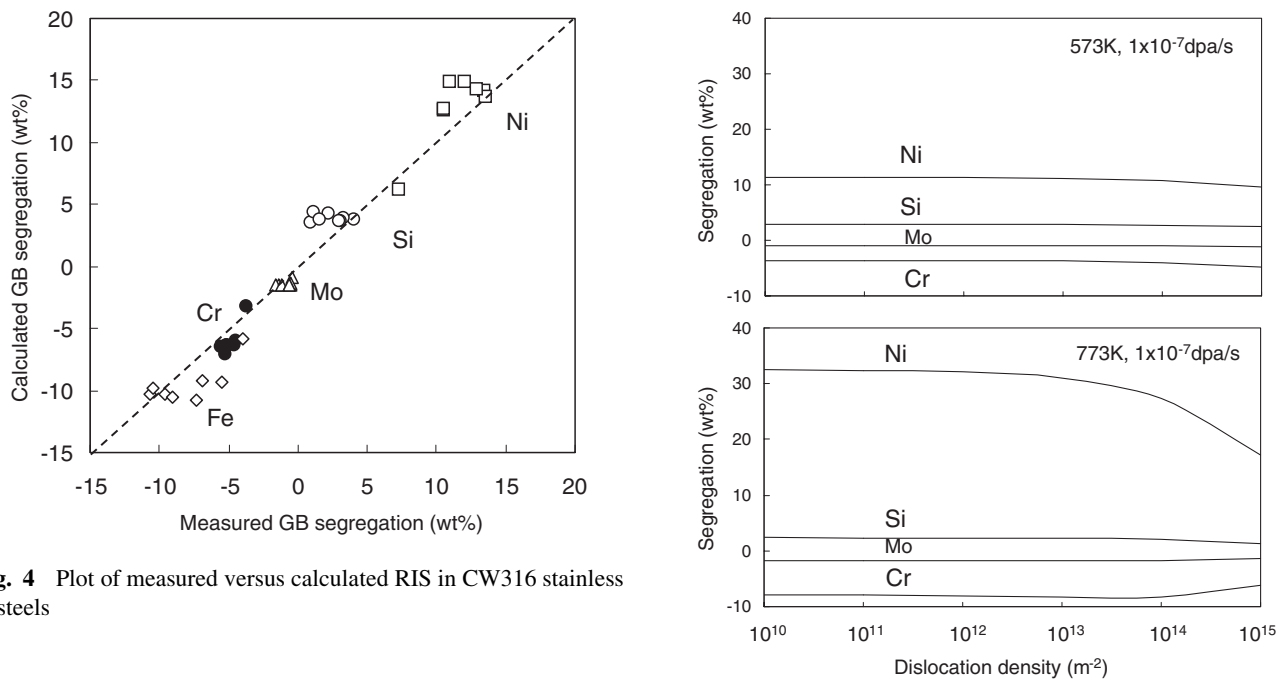 20
15
10
5
0
-5
-10
-15
Calculated GB segregation (wt%)
Ni
Si
Mo
Cr
Fe
-15 -10 -5 0 5 10 15 20
Measured GB segregation (wt%)
g. 4 Plot of measured versus calculated RIS in CW316 stainless
steels
40
30
20
10
0
-10
Segregation (wt%)
573K, 1x10⁻⁷dpa/s
Ni
Si
Mo
Cr
40
30
20
10
0
-10
Segregation (wt%)
773K, 1x10⁻⁷dpa/s
Ni
Si
Mo
Cr
10¹⁰ 10¹¹ 10¹² 10¹³ 10¹⁴ 10¹⁵
Dislocation density (m⁻²)